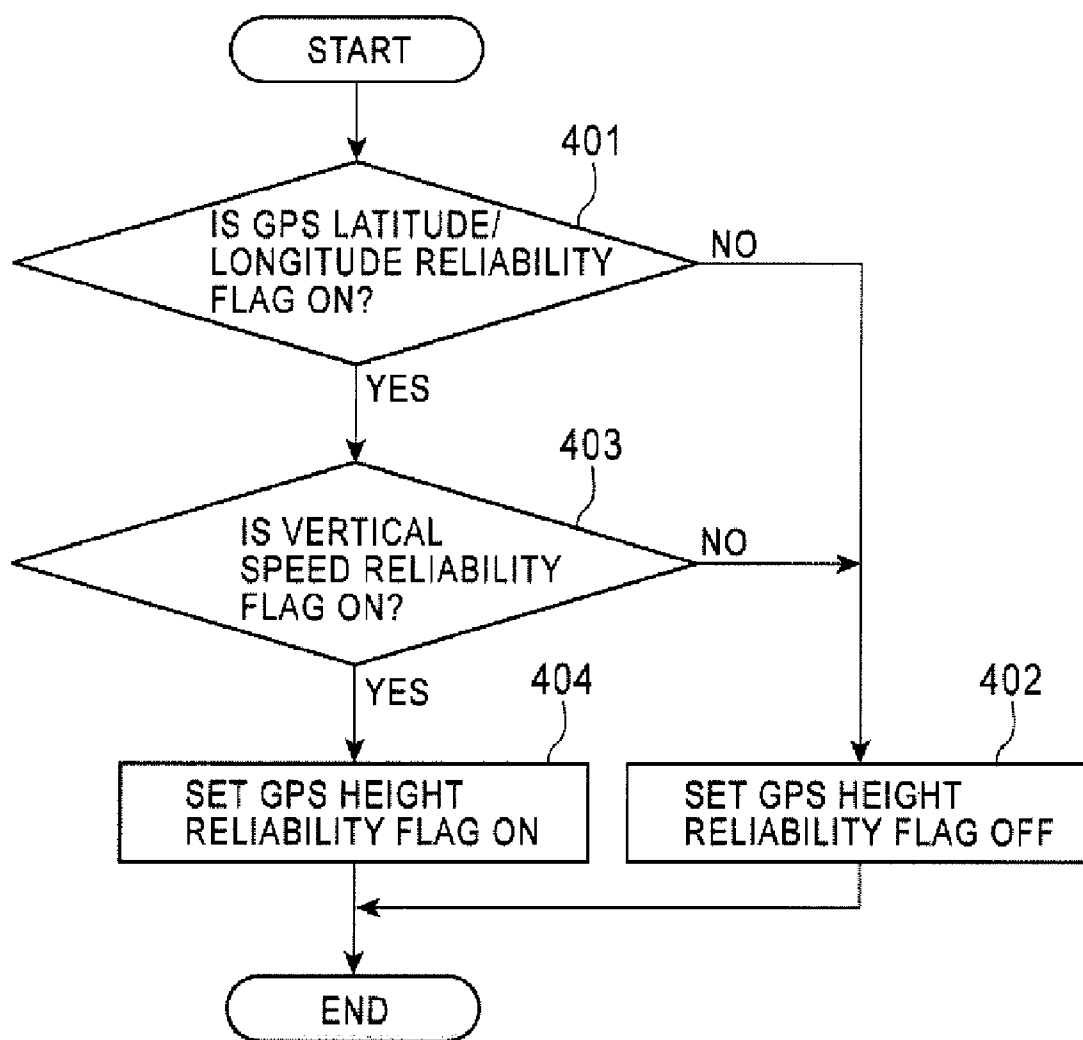 START
401
IS GPS LATITUDE/
LONGITUDE RELIABILITY
FLAG ON?
NO
YES
403
IS VERTICAL
SPEED RELIABILITY
FLAG ON?
NO
YES
404
402
SET GPS HEIGHT
RELIABILITY FLAG ON
SET GPS HEIGHT
RELIABILITY FLAG OFF
END